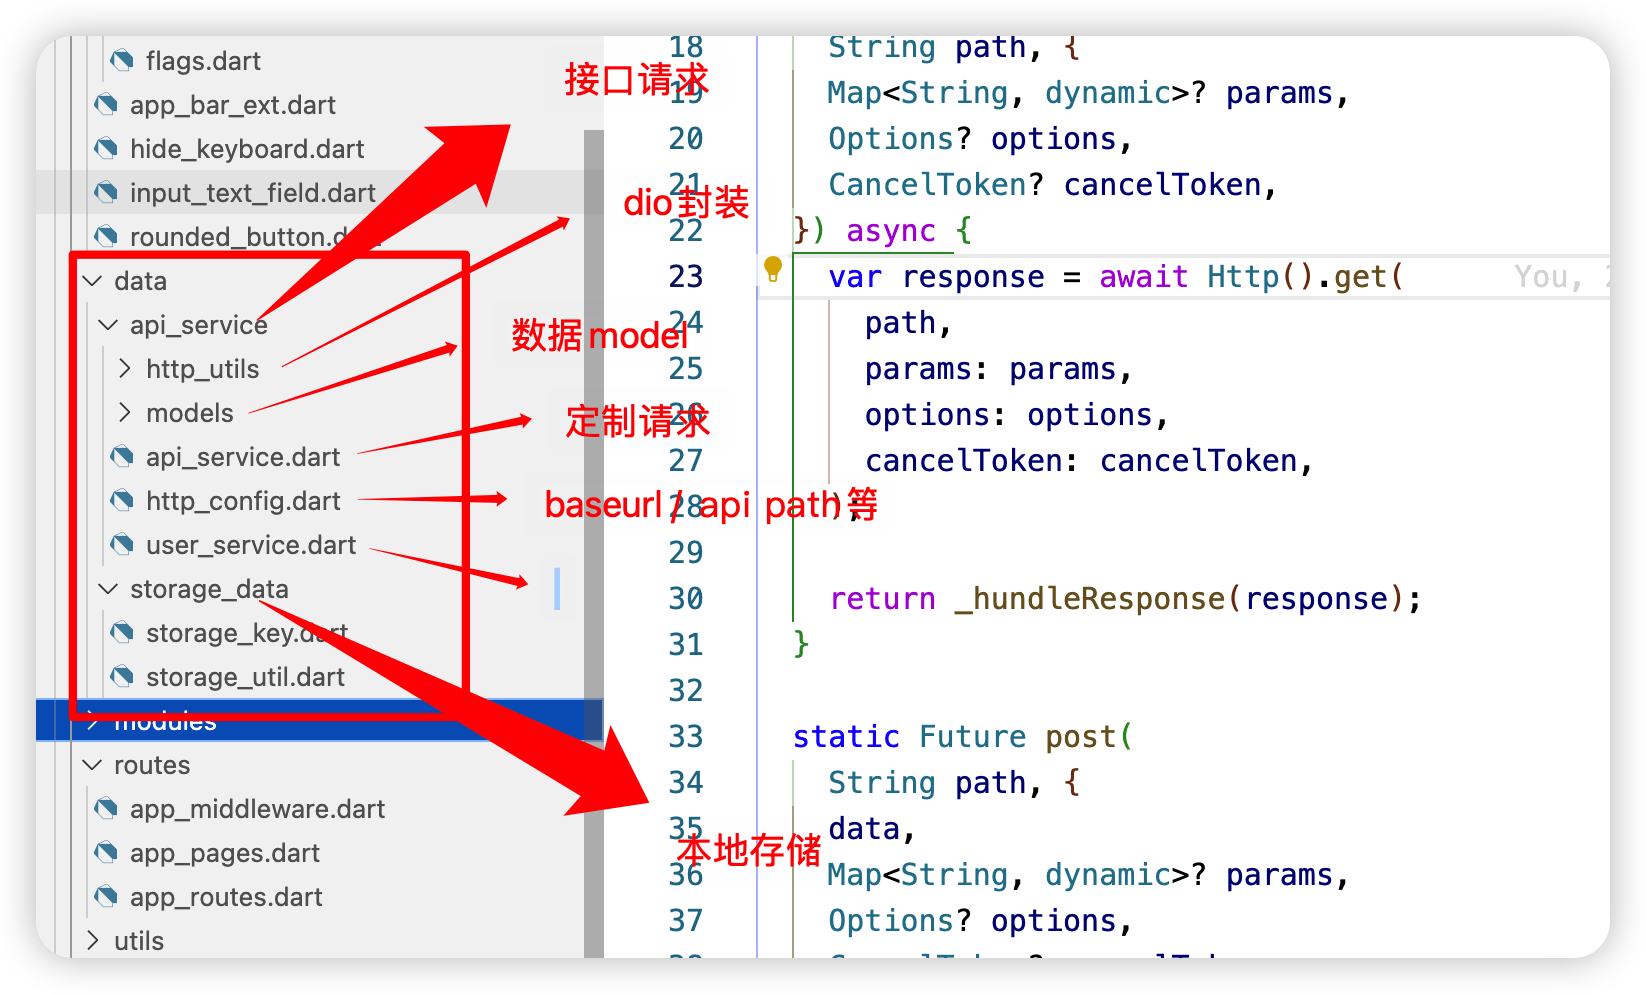 flags.dart
app_bar_ext.dart
hide_keyboard.dart
input_text_field.dart
rounded_button.dart
data
api_service
http_utils
models
api_service.dart
http_config.dart
user_service.dart
storage_data
storage_key.dart
storage_util.dart
modules
routes
app_middleware.dart
app_pages.dart
app_routes.dart
utils
接口请求
dio封装
数据model
定制请求
baseurl / api path等
本地存储
18 String path, {
19 Map<String, dynamic>? params,
20 Options? options,
21 CancelToken? cancelToken,
22 }) async {
23 var response = await Http().get( You,
24 path,
25 params: params,
26 options: options,
27 cancelToken: cancelToken,
28 );
29
30 return _hundleResponse(response);
31 }
32
33 static Future post(
34 String path, {
35 data,
36 Map<String, dynamic>? params,
37 Options? options,